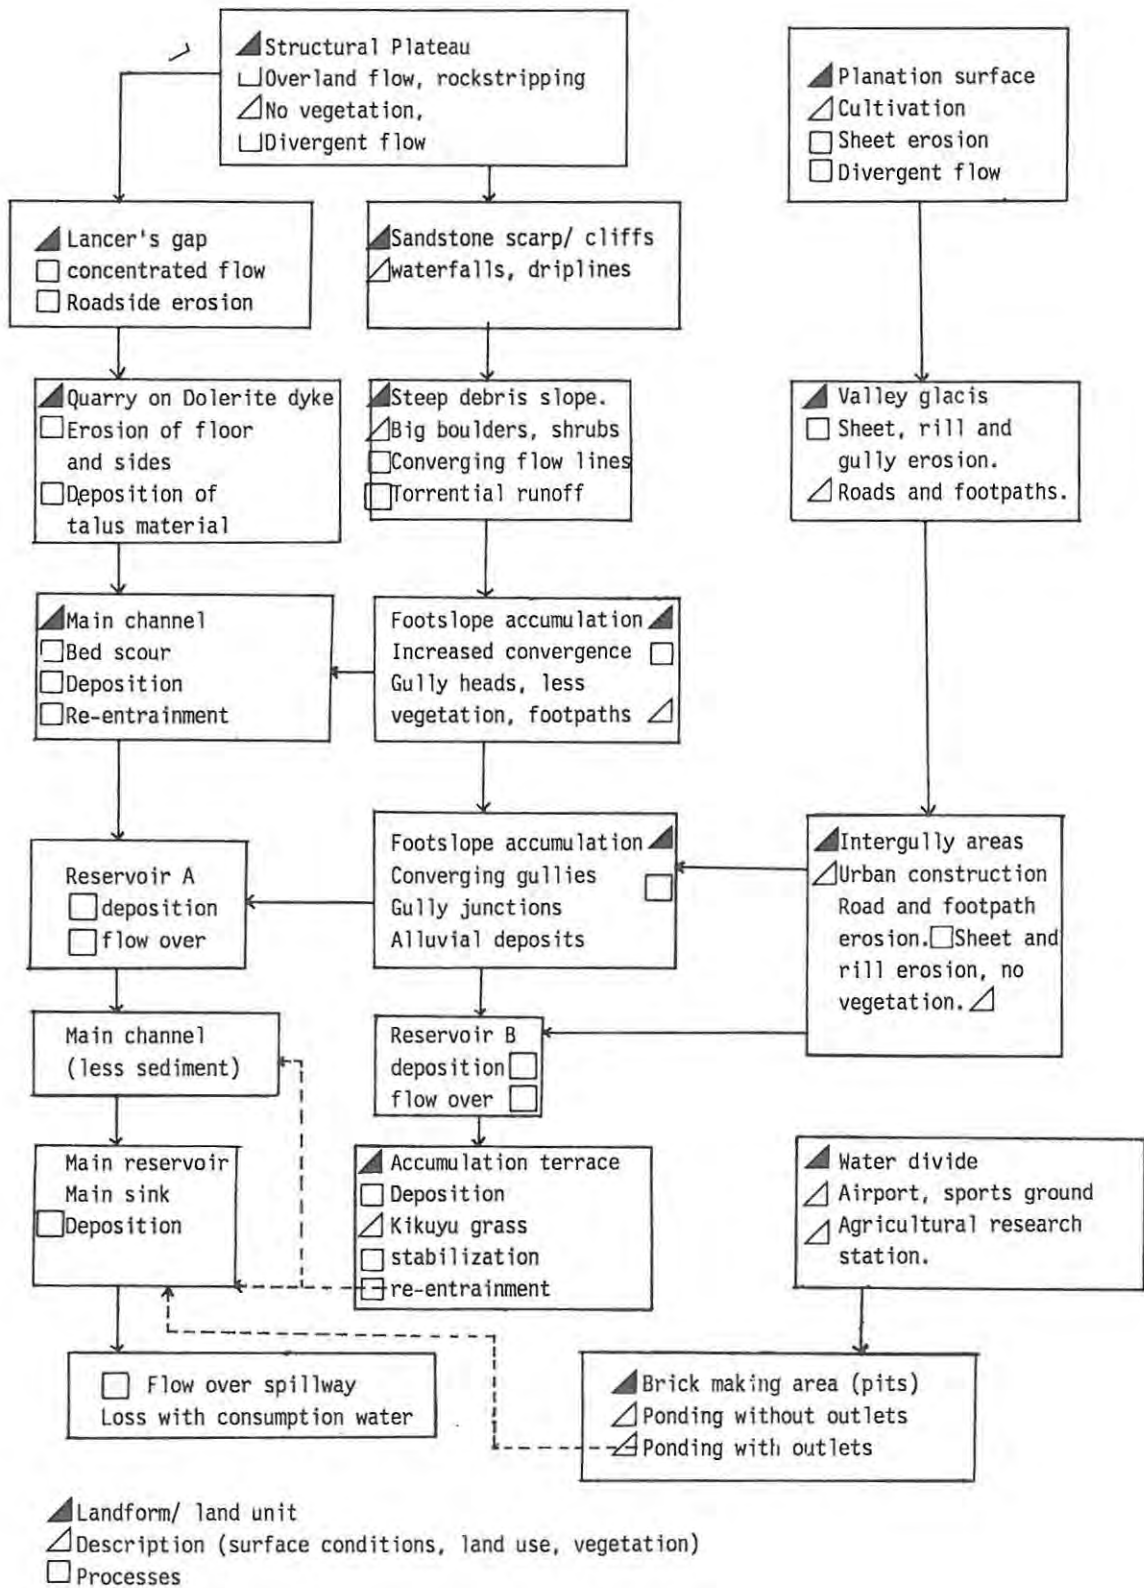 Structural Plateau
Overland flow, rockstripping
No vegetation,
Divergent flow
Planation surface
Cultivation
Sheet erosion
Divergent flow
Lancer's gap
concentrated flow
Roadside erosion
Sandstone scarp/ cliffs
waterfalls, driplines
Quarry on Dolerite dyke
Erosion of floor
and sides
Deposition of
talus material
Steep debris slope.
Big boulders, shrubs
Converging flow lines
Torrential runoff
Valley glacis
Sheet, rill and
gully erosion.
Roads and footpaths.
Main channel
Bed scour
Deposition
Re-entrainment
Footslope accumulation
Increased convergence
Gully heads, less
vegetation, footpaths
Reservoir A
deposition
flow over
Footslope accumulation
Converging gullies
Gully junctions
Alluvial deposits
Intergully areas
Urban construction
Road and footpath
erosion. Sheet and
rill erosion, no
vegetation.
Main channel
(less sediment)
Reservoir B
deposition
flow over
Main reservoir
Main sink
Deposition
Accumulation terrace
Deposition
Kikuyu grass
stabilization
re-entrainment
Water divide
Airport, sports ground
Agricultural research
station.
Flow over spillway
Loss with consumption water
Brick making area (pits)
Ponding without outlets
Ponding with outlets
Landform/ land unit
Description (surface conditions, land use, vegetation)
Processes